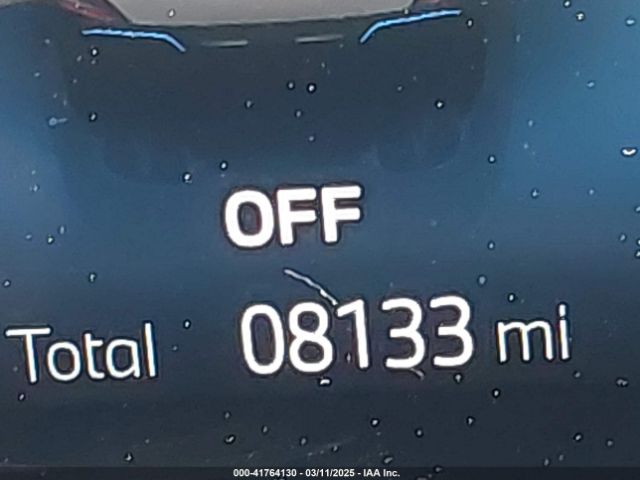 OFF
Total 08133 mi
000-41764130 - 03/11/2025 - IAA Inc.